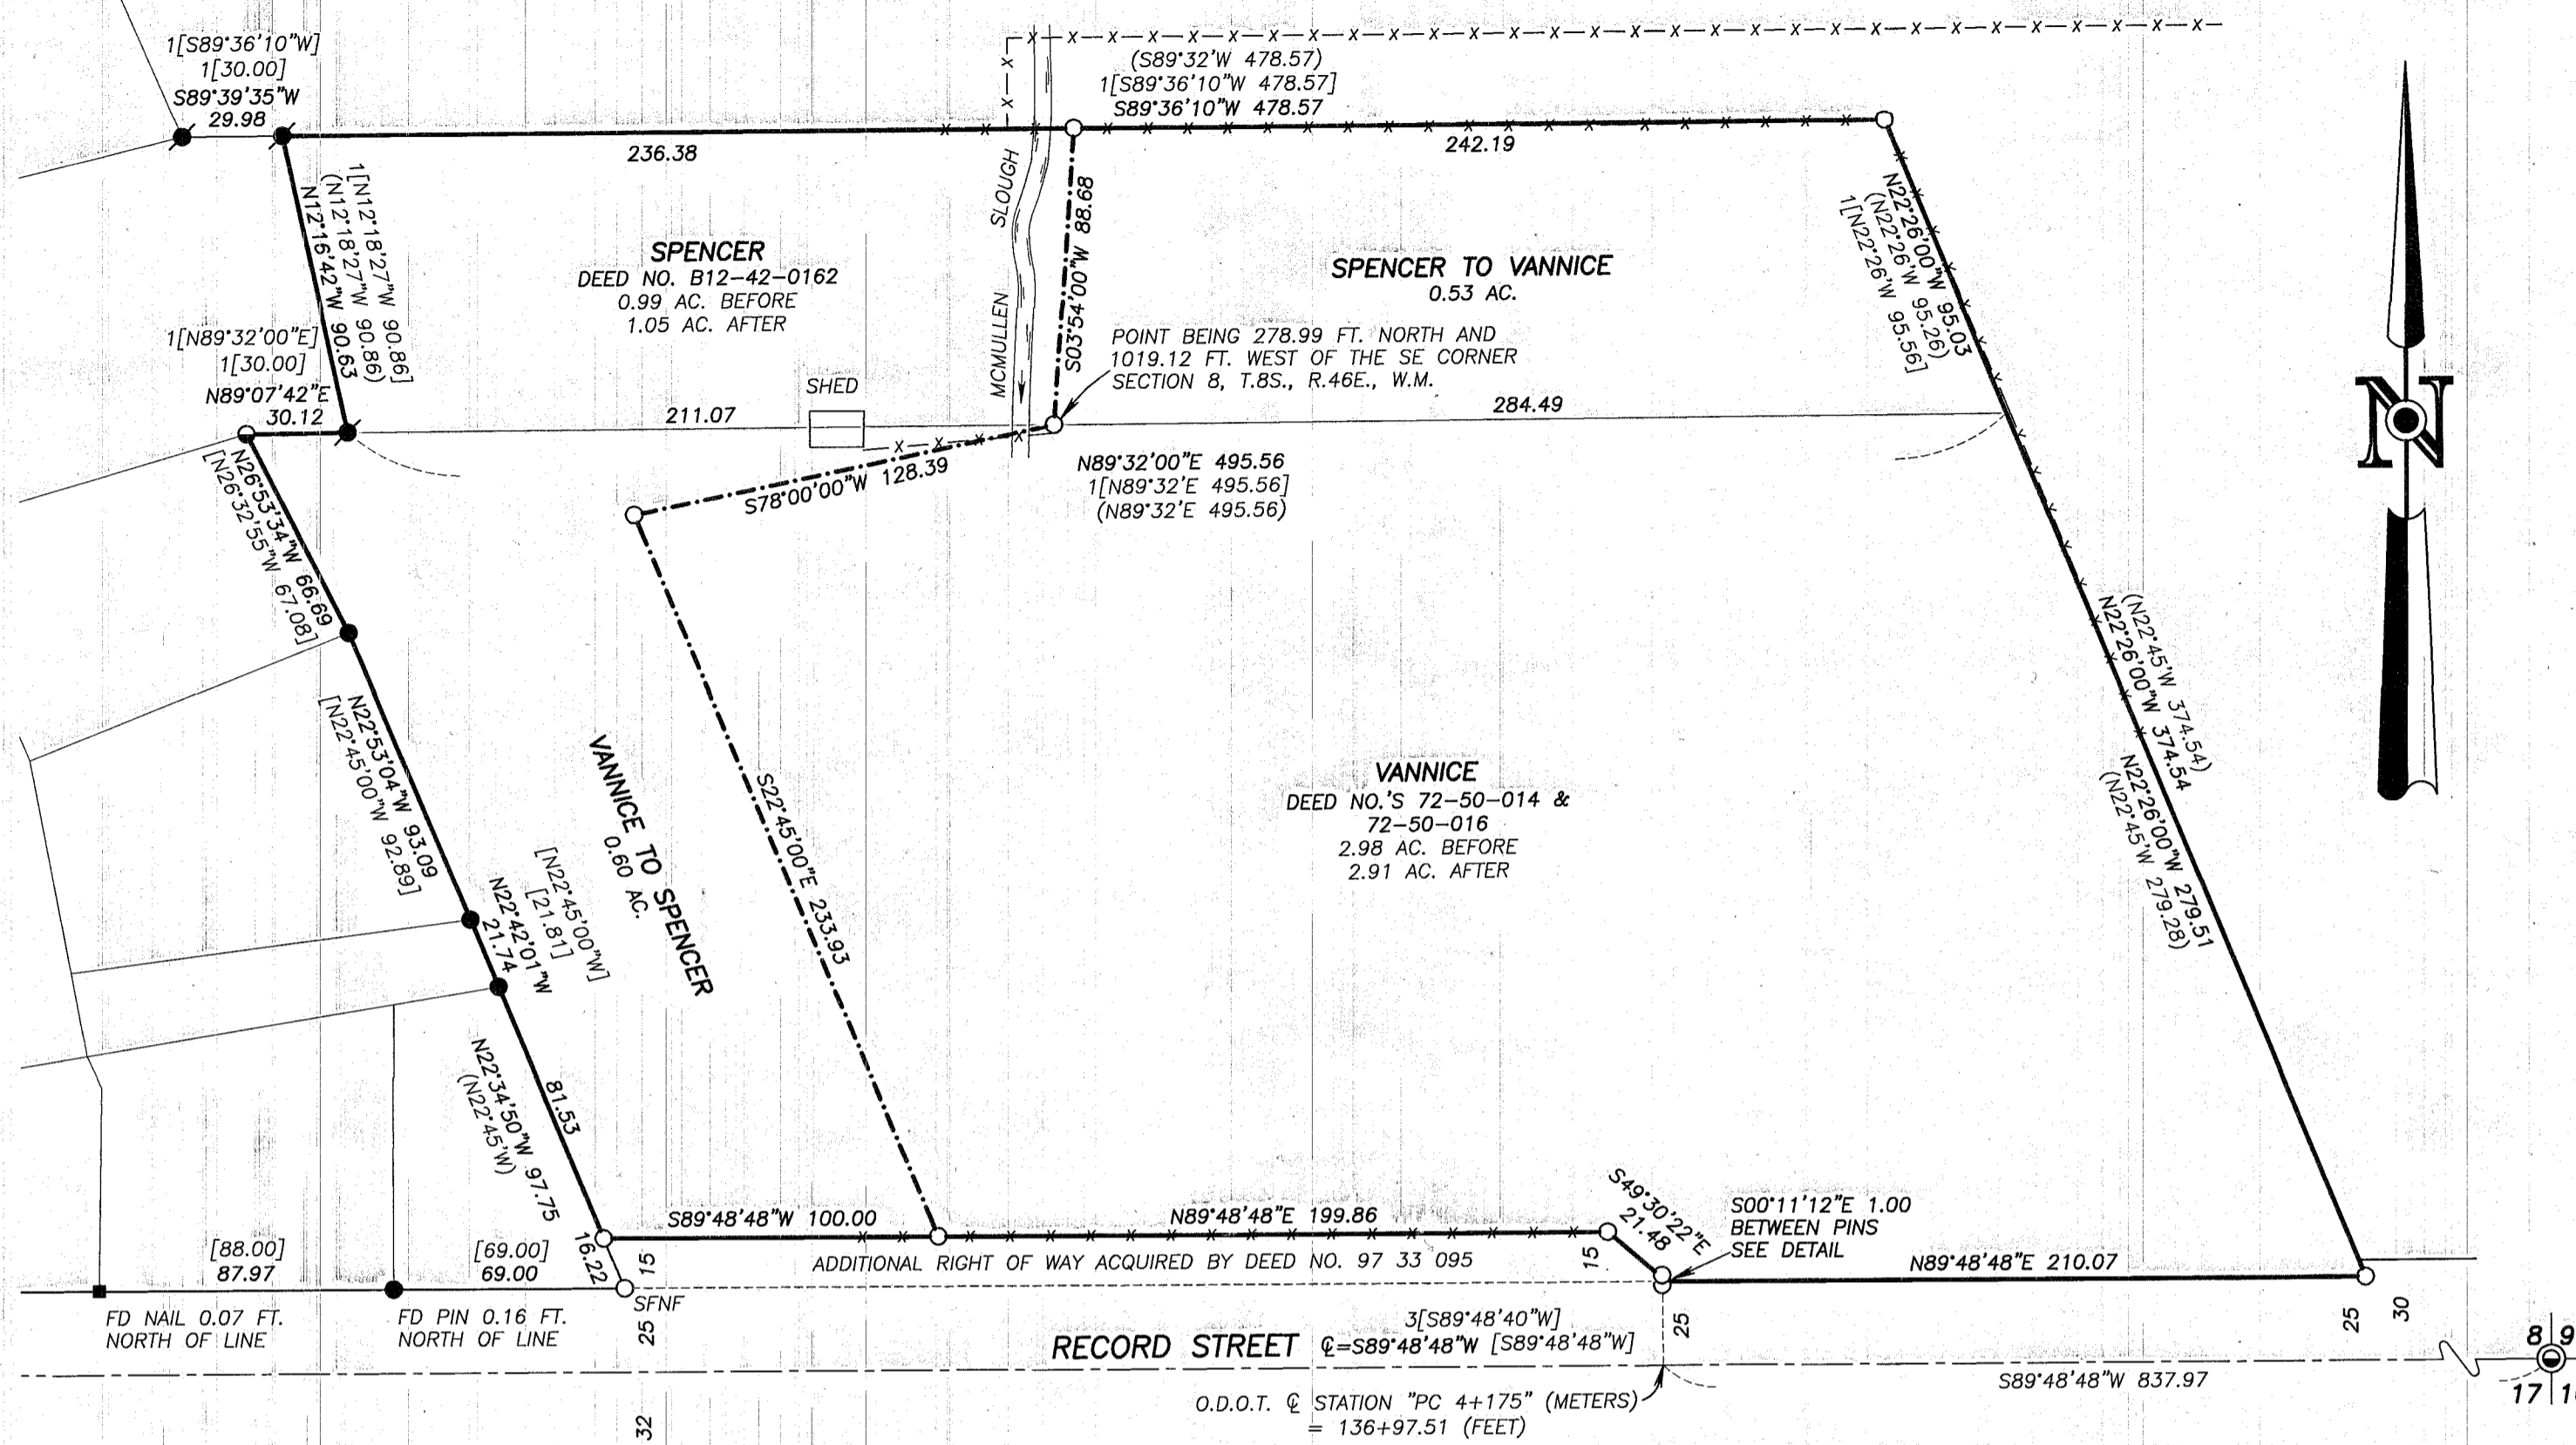 1[S89°36'10"W]
1[30.00]
S89°39'35"W
29.98
(S89°32'W 478.57)
1[S89°36'10"W 478.57]
S89°36'10"W 478.57
236.38
242.19
1[N12°18'27"W 90.86]
(N12°18'27"W 90.86)
N12°16'42"W 90.63
SPENCER
DEED NO. B12-42-0162
0.99 AC. BEFORE
1.05 AC. AFTER
MCMULLEN SLOUGH
S03°54'00"W 88.68
SPENCER TO VANNICE
0.53 AC.
N22°26'00"W 95.03
(N22°26'W 95.26)
1[N22°26'W 95.56]
POINT BEING 278.99 FT. NORTH AND
1019.12 FT. WEST OF THE SE CORNER
SECTION 8, T.8S., R.46E., W.M.
1[N89°32'00"E]
1[30.00]
N89°07'42"E
30.12
211.07
SHED
284.49
N
N89°32'00"E 495.56
1[N89°32'E 495.56]
(N89°32'E 495.56)
S78°00'00"W 128.39
N26°53'34"W 66.69
[N26°32'55"W 67.08]
N22°53'04"W 93.09
[N22°45'00"W 92.89]
VANNICE TO SPENCER
0.60 AC.
S22°45'00"E 233.93
VANNICE
DEED NO.'S 72-50-014 &
72-50-016
2.98 AC. BEFORE
2.91 AC. AFTER
(N22°45'W 374.54)
N22°26'00"W 374.54
N22°26'00"W 279.51
(N22°45'W 279.28)
[N22°45'00"W]
[21.81]
N22°42'01"W
21.74
81.53
N22°34'50"W 97.75
(N22°45'W)
16.22
S89°48'48"W 100.00
N89°48'48"E 199.86
S49°30'22"E
21.48
S00°11'12"E 1.00
BETWEEN PINS
SEE DETAIL
N89°48'48"E 210.07
15
15
ADDITIONAL RIGHT OF WAY ACQUIRED BY DEED NO. 97 33 095
[88.00]
87.97
[69.00]
69.00
SFNF
FD NAIL 0.07 FT.
NORTH OF LINE
FD PIN 0.16 FT.
NORTH OF LINE
25
25
25
30
3[S89°48'40"W]
RECORD STREET ℄=S89°48'48"W [S89°48'48"W]
8 9
17
S89°48'48"W 837.97
O.D.O.T. ℄ STATION "PC 4+175" (METERS)
= 136+97.51 (FEET)
32